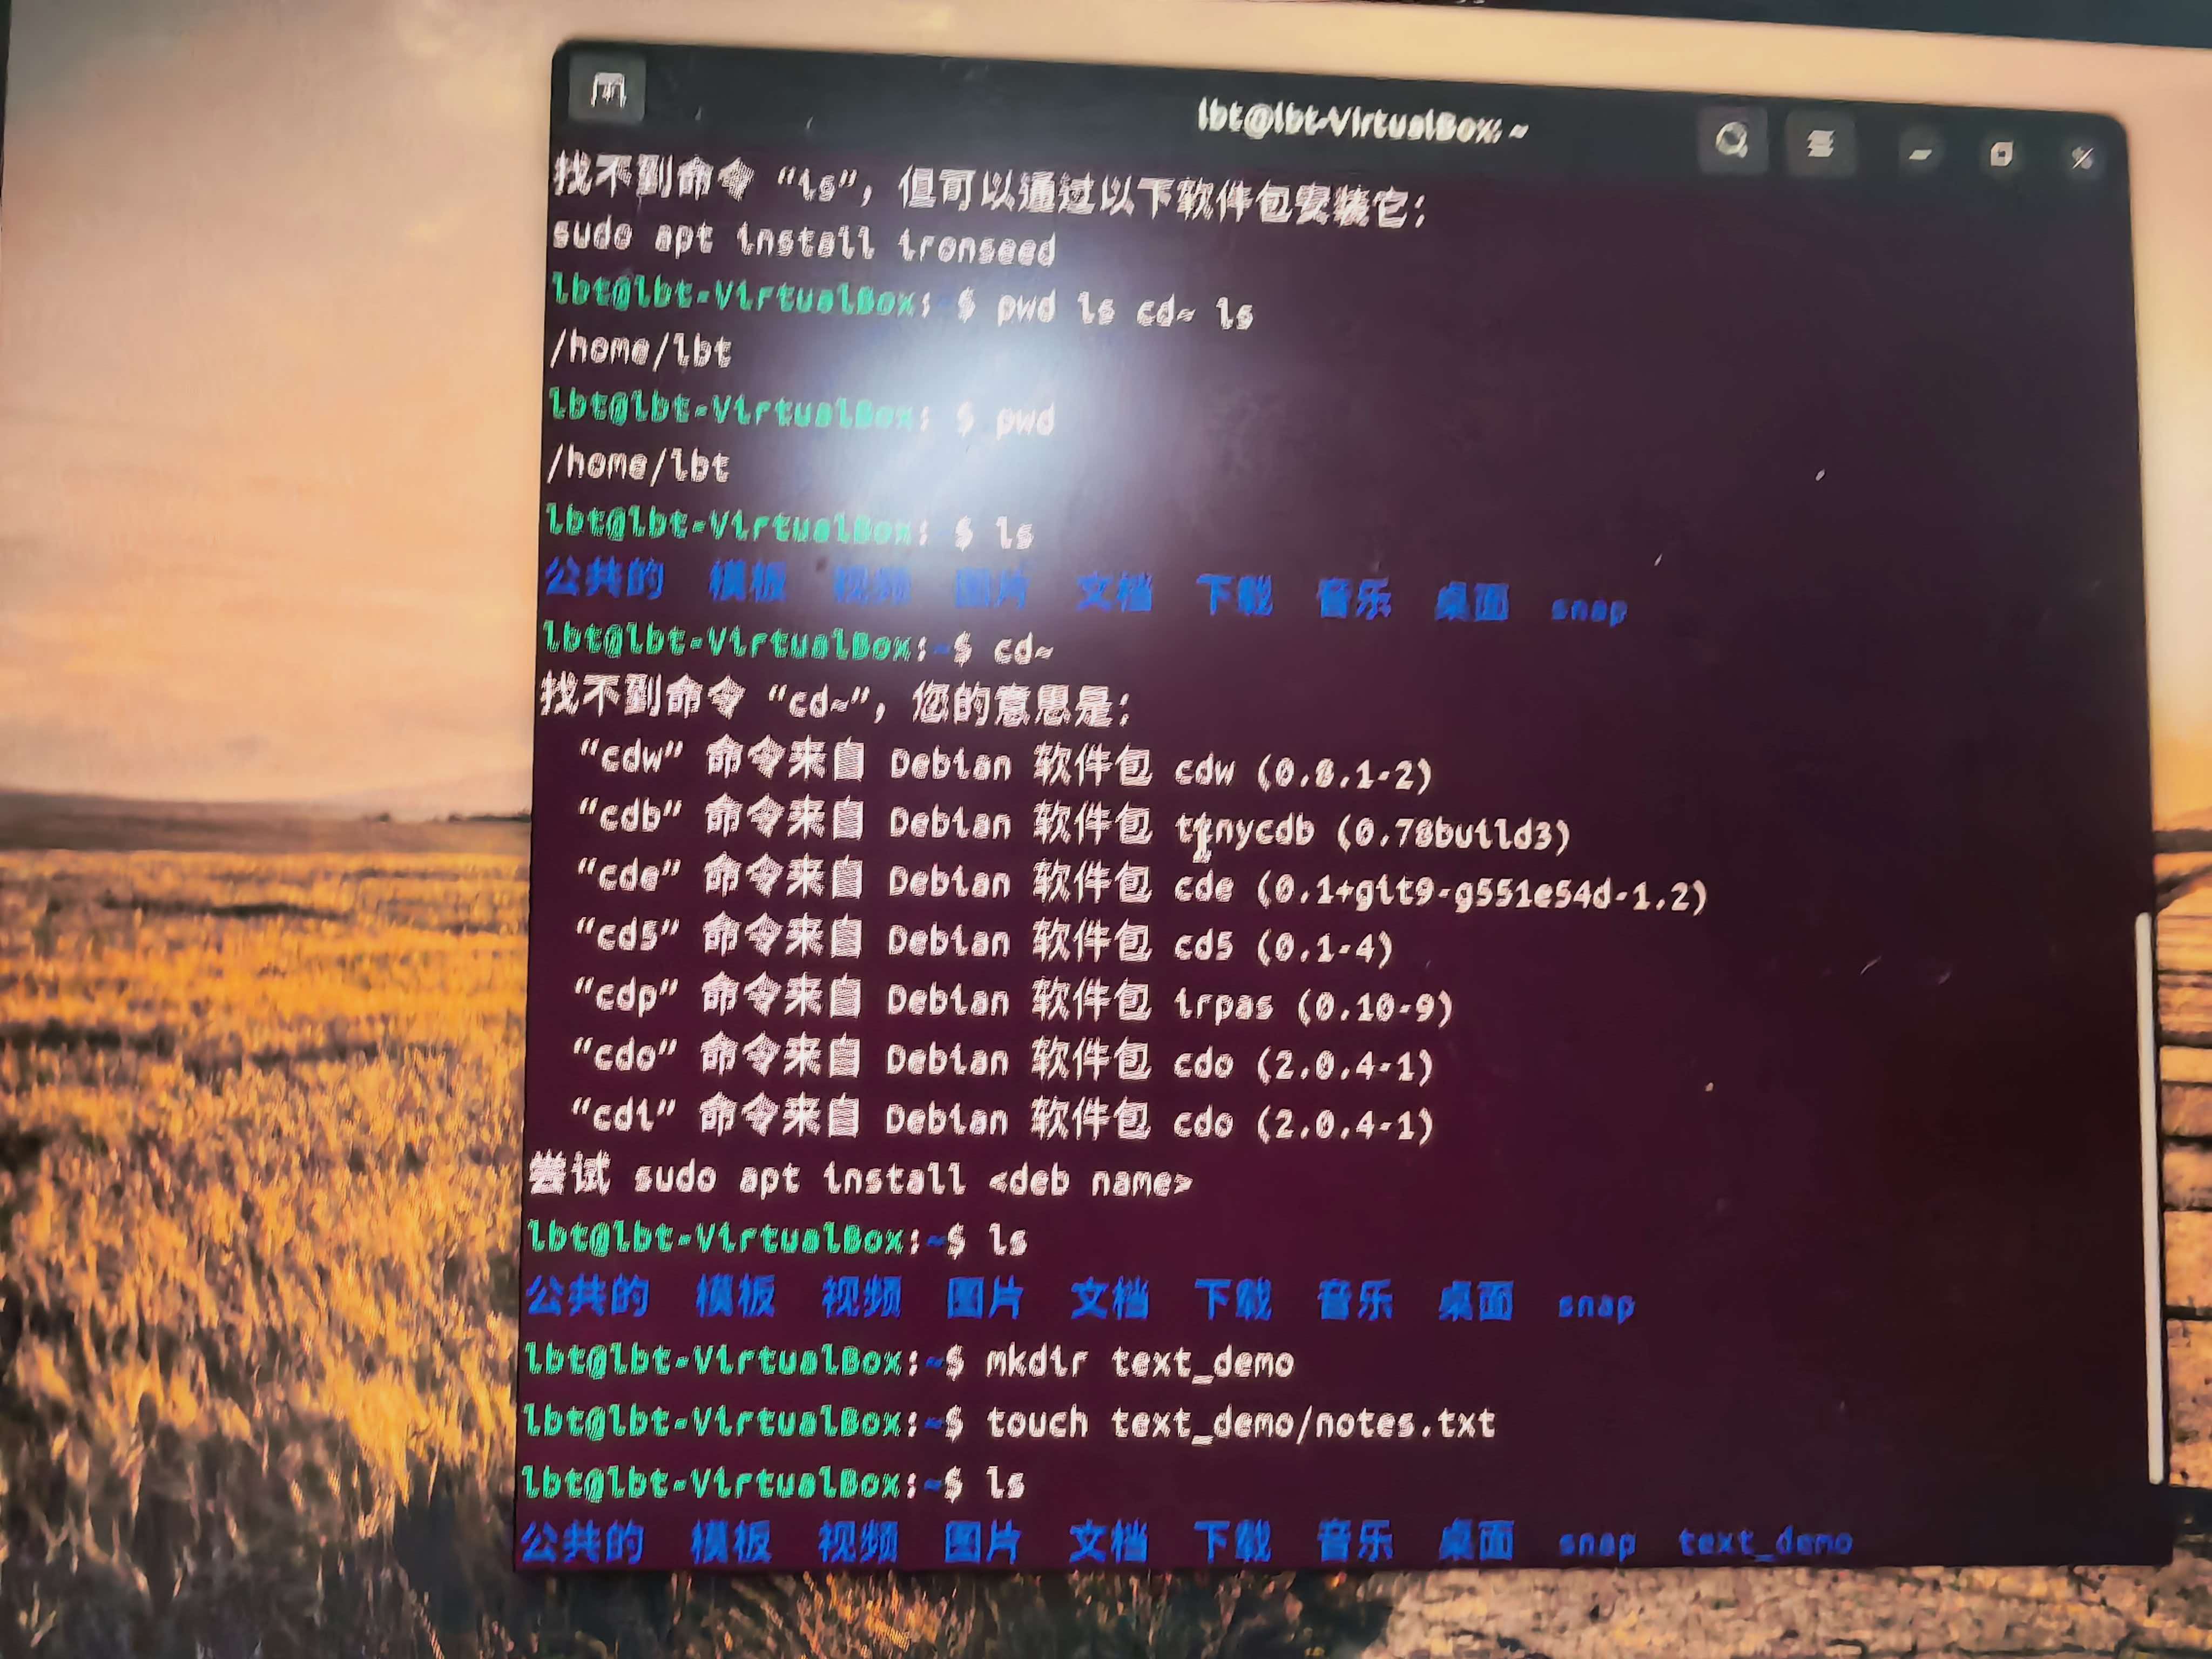 lbt@lbt-VirtualBox: ~
找不到命令 “is”，但可以通过以下软件包安装它：
sudo apt install ironseed
lbt@lbt-VirtualBox:~$ pwd ls cd~ ls
/home/lbt
lbt@lbt-VirtualBox:~$ pwd
/home/lbt
lbt@lbt-VirtualBox:~$ ls
公共的 模板 视频 图片 文档 下载 音乐 桌面 snap
lbt@lbt-VirtualBox:~$ cd~
找不到命令 “cd~”，您的意思是：
“cdw” 命令来自 Debian 软件包 cdw (0.8.1-2)
“cdb” 命令来自 Debian 软件包 tinycdb (0.78build3)
“cde” 命令来自 Debian 软件包 cde (0.1+git9-g551e54d-1.2)
“cd5” 命令来自 Debian 软件包 cd5 (0.1-4)
“cdp” 命令来自 Debian 软件包 irpas (0.10-9)
“cdo” 命令来自 Debian 软件包 cdo (2.0.4-1)
“cdi” 命令来自 Debian 软件包 cdo (2.0.4-1)
尝试 sudo apt install <deb name>
lbt@lbt-VirtualBox:~$ ls
公共的 模板 视频 图片 文档 下载 音乐 桌面 snap
lbt@lbt-VirtualBox:~$ mkdir text_demo
lbt@lbt-VirtualBox:~$ touch text_demo/notes.txt
lbt@lbt-VirtualBox:~$ ls
公共的 模板 视频 图片 文档 下载 音乐 桌面 snap text_demo